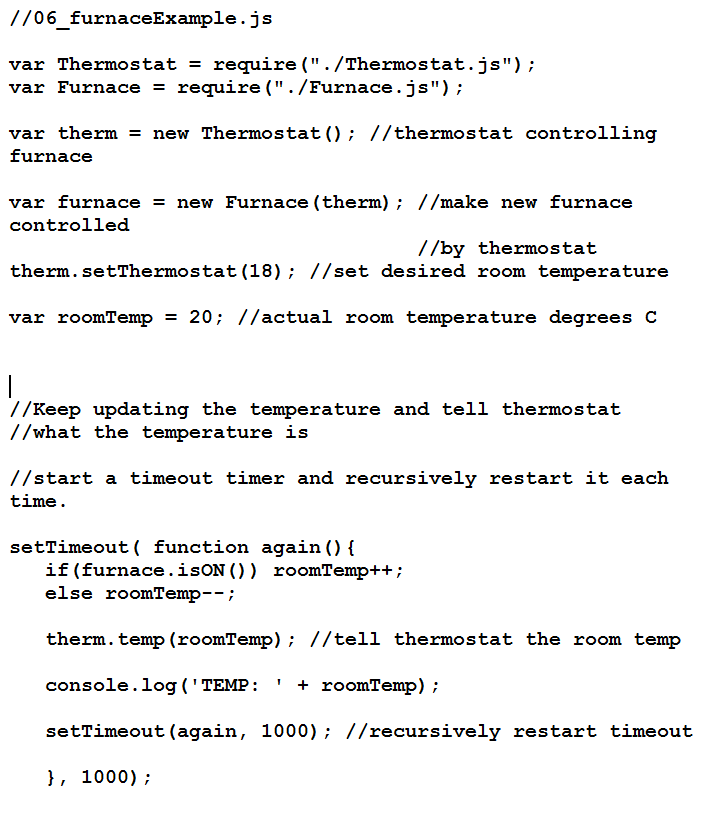 //06_furnaceExample.js
var Thermostat = require("./Thermostat.js");
var Furnace = require("./Furnace.js");
var therm = new Thermostat(); //thermostat controlling
furnace
var furnace = new Furnace(therm); //make new furnace
controlled
//by thermostat
therm.setThermostat(18); //set desired room temperature
var roomTemp = 20; //actual room temperature degrees C
//Keep updating the temperature and tell thermostat
//what the temperature is
//start a timeout timer and recursively restart it each
time.
setTimeout( function again(){
if(furnace.isON()) roomTemp++;
else roomTemp--;
therm.temp(roomTemp); //tell thermostat the room temp
console.log('TEMP: ' + roomTemp);
setTimeout(again, 1000); //recursively restart timeout
}, 1000);